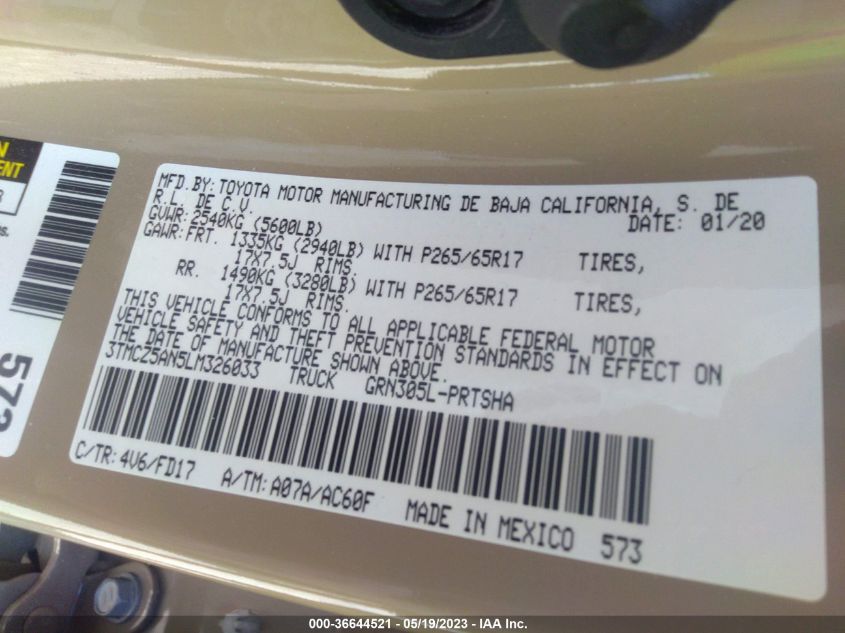 MFD. BY: TOYOTA MOTOR MANUFACTURING DE BAJA CALIFORNIA, S. DE
R.L. DE C.V. DATE: 01/20
GVWR: 2540KG (5600LB)
GAWR: FRT. 1335KG (2940LB) WITH P265/65R17 TIRES,
17X7.5J RIMS.
RR. 1490KG (3280LB) WITH P265/65R17 TIRES,
17X7.5J RIMS.
THIS VEHICLE CONFORMS TO ALL APPLICABLE FEDERAL MOTOR
VEHICLE SAFETY AND THEFT PREVENTION STANDARDS IN EFFECT ON
THE DATE OF MANUFACTURE SHOWN ABOVE.
3TMCZ5AN5LM326033 TRUCK GRN305L-PRTSHA
C/TR: 4V6/FD17 A/TM: A07A/AC60F MADE IN MEXICO 573
573
000-36644521 - 05/19/2023 - IAA Inc.